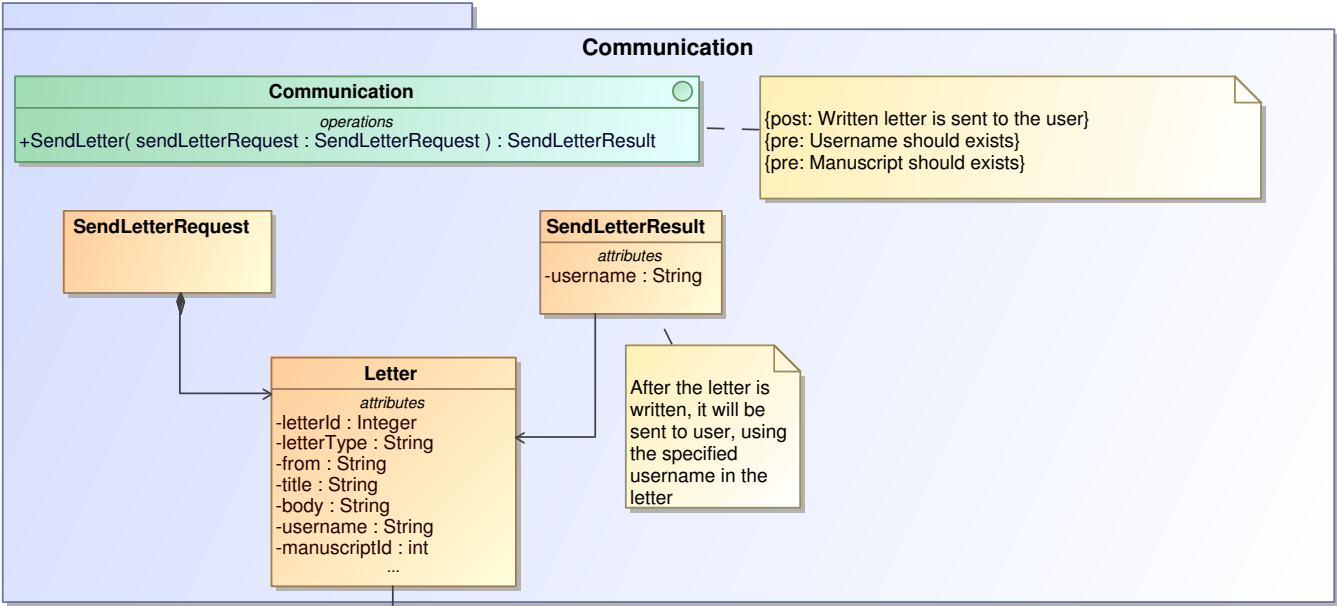 Communication
Communication
operations
+SendLetter( sendLetterRequest : SendLetterRequest ) : SendLetterResult
{post: Written letter is sent to the user}
{pre: Username should exists}
{pre: Manuscript should exists}
SendLetterRequest
SendLetterResult
attributes
-username : String
Letter
attributes
-letterId : Integer
-letterType : String
-from : String
-title : String
-body : String
-username : String
-manuscriptId : int
...
After the letter is
written, it will be
sent to user, using
the specified
username in the
letter